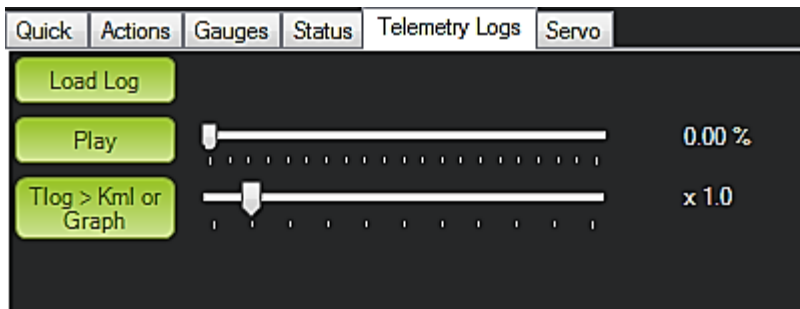 Quick Actions Gauges Status Telemetry Logs Servo
Load Log
Play 0.00 %
Tlog > Kml or
Graph
x 1.0